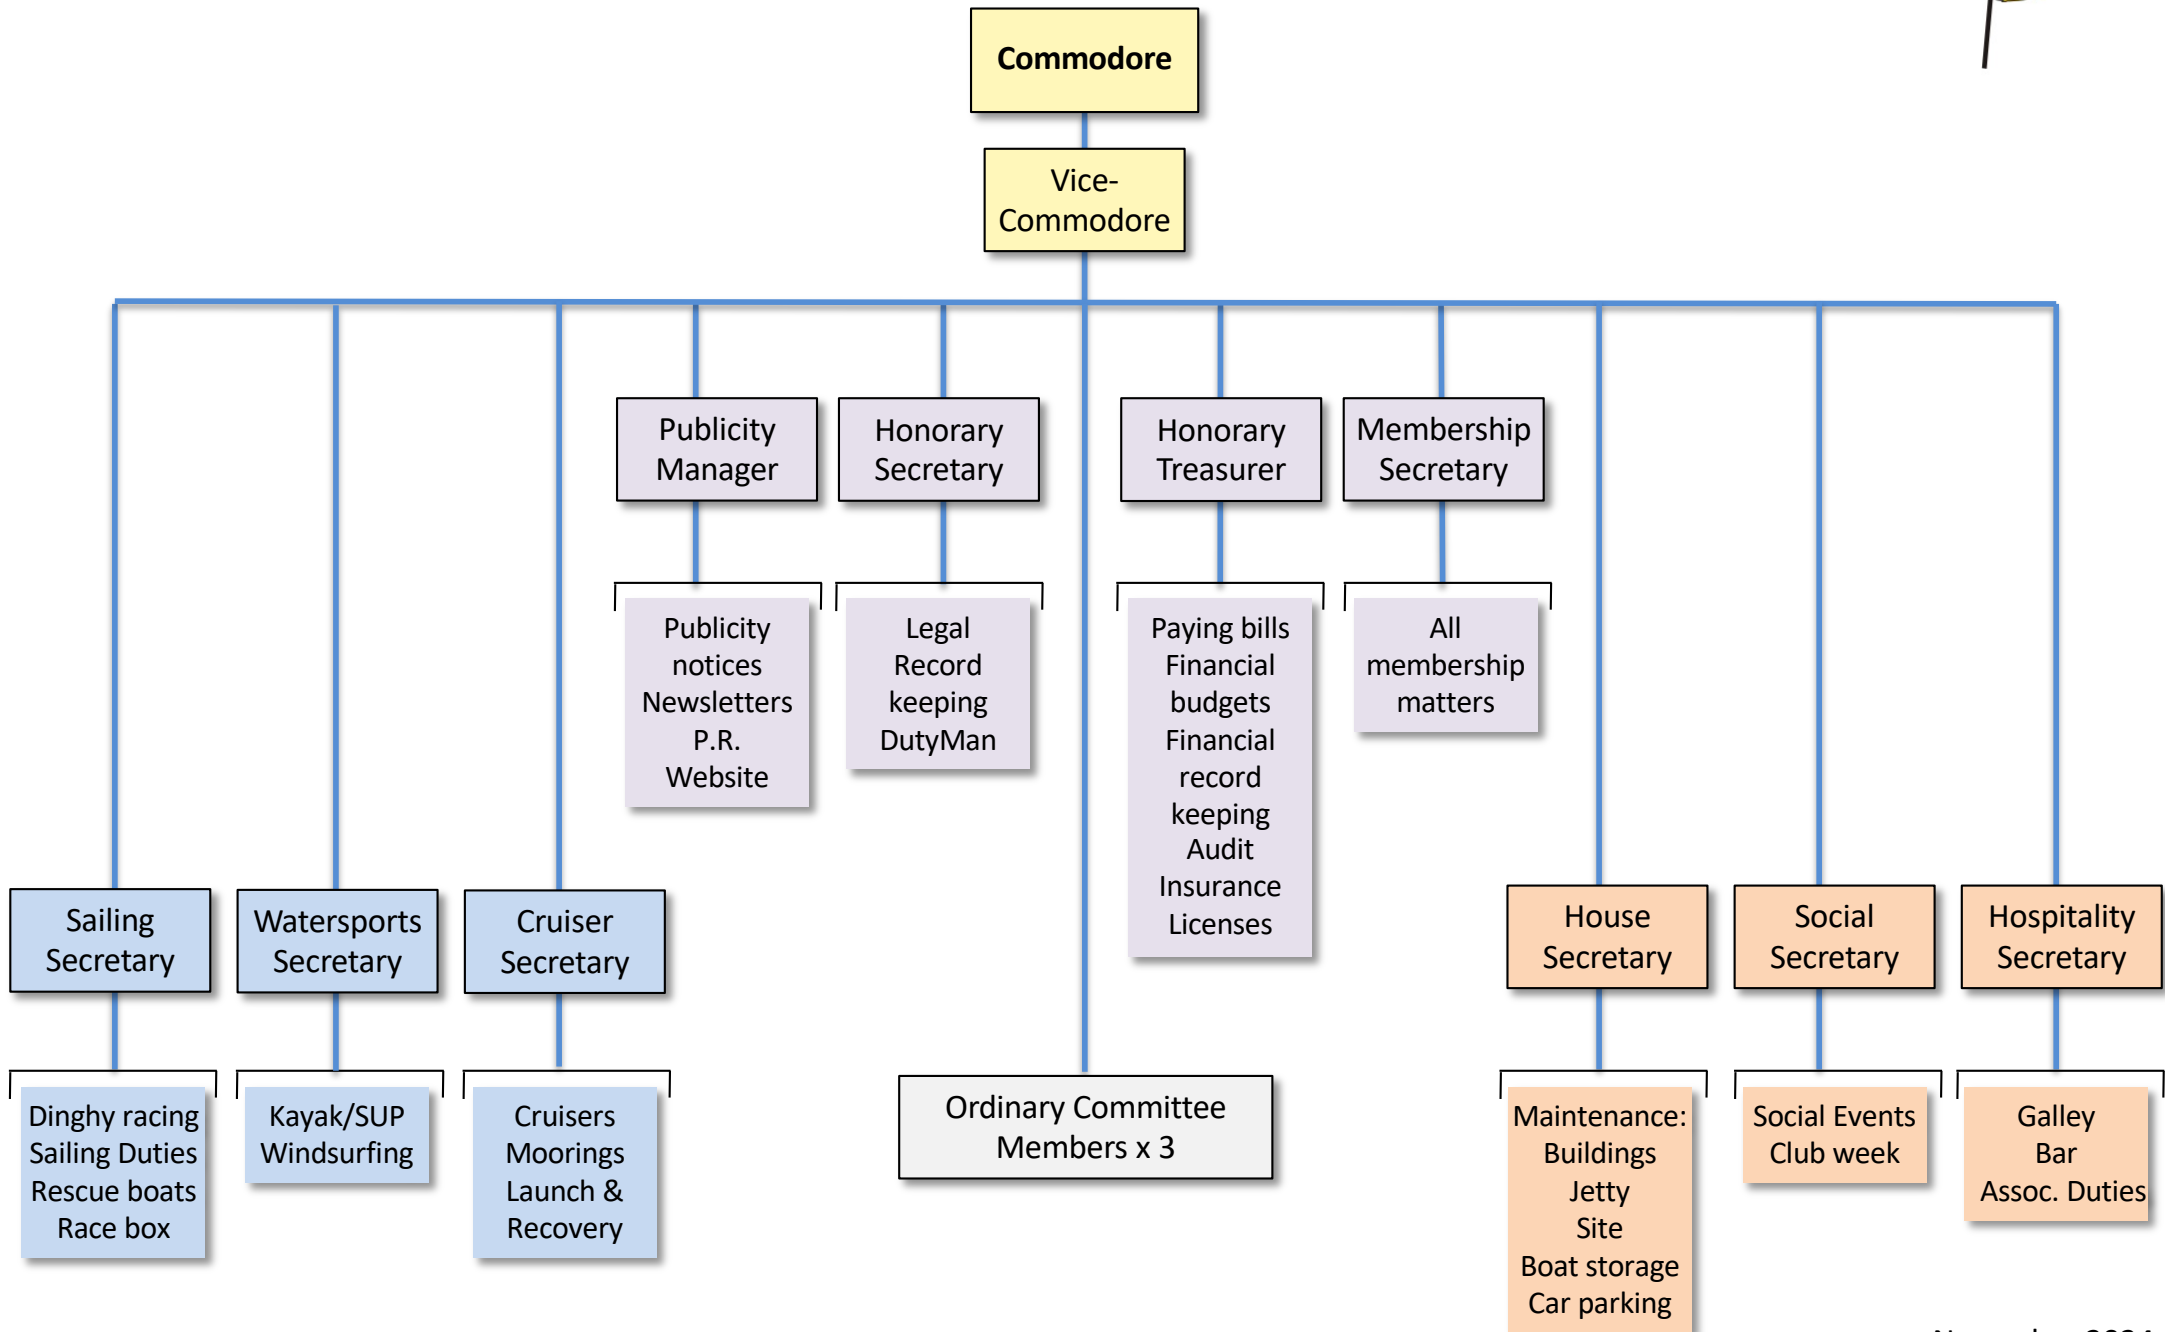 Commodore
Vice-
Commodore
Publicity
Manager
Honorary
Secretary
Honorary
Treasurer
Membership
Secretary
Publicity
notices
Newsletters
P.R.
Website
Legal
Record
keeping
DutyMan
Paying bills
Financial
budgets
Financial
record
keeping
Audit
Insurance
Licenses
All
membership
matters
Sailing
Secretary
Watersports
Secretary
Cruiser
Secretary
House
Secretary
Social
Secretary
Hospitality
Secretary
Dinghy racing
Sailing Duties
Rescue boats
Race box
Kayak/SUP
Windsurfing
Cruisers
Moorings
Launch &
Recovery
Ordinary Committee
Members x 3
Maintenance:
Buildings
Jetty
Site
Boat storage
Car parking
Social Events
Club week
Galley
Bar
Assoc. Duties